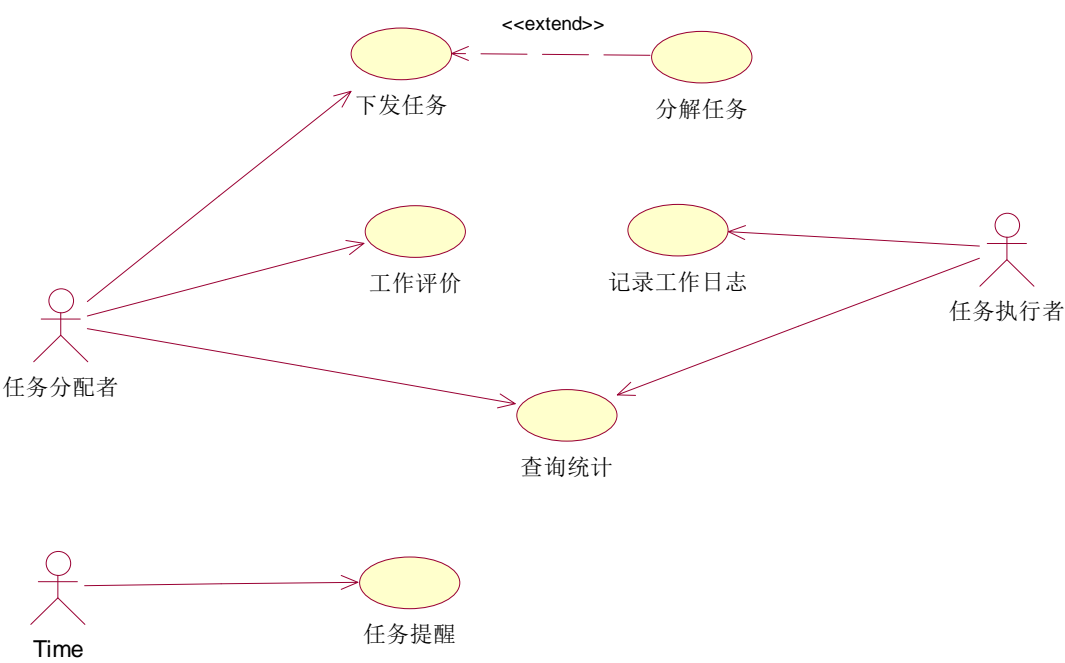 <<extend>>
下发任务
分解任务
工作评价
记录工作日志
任务执行者
任务分配者
查询统计
任务提醒
Time